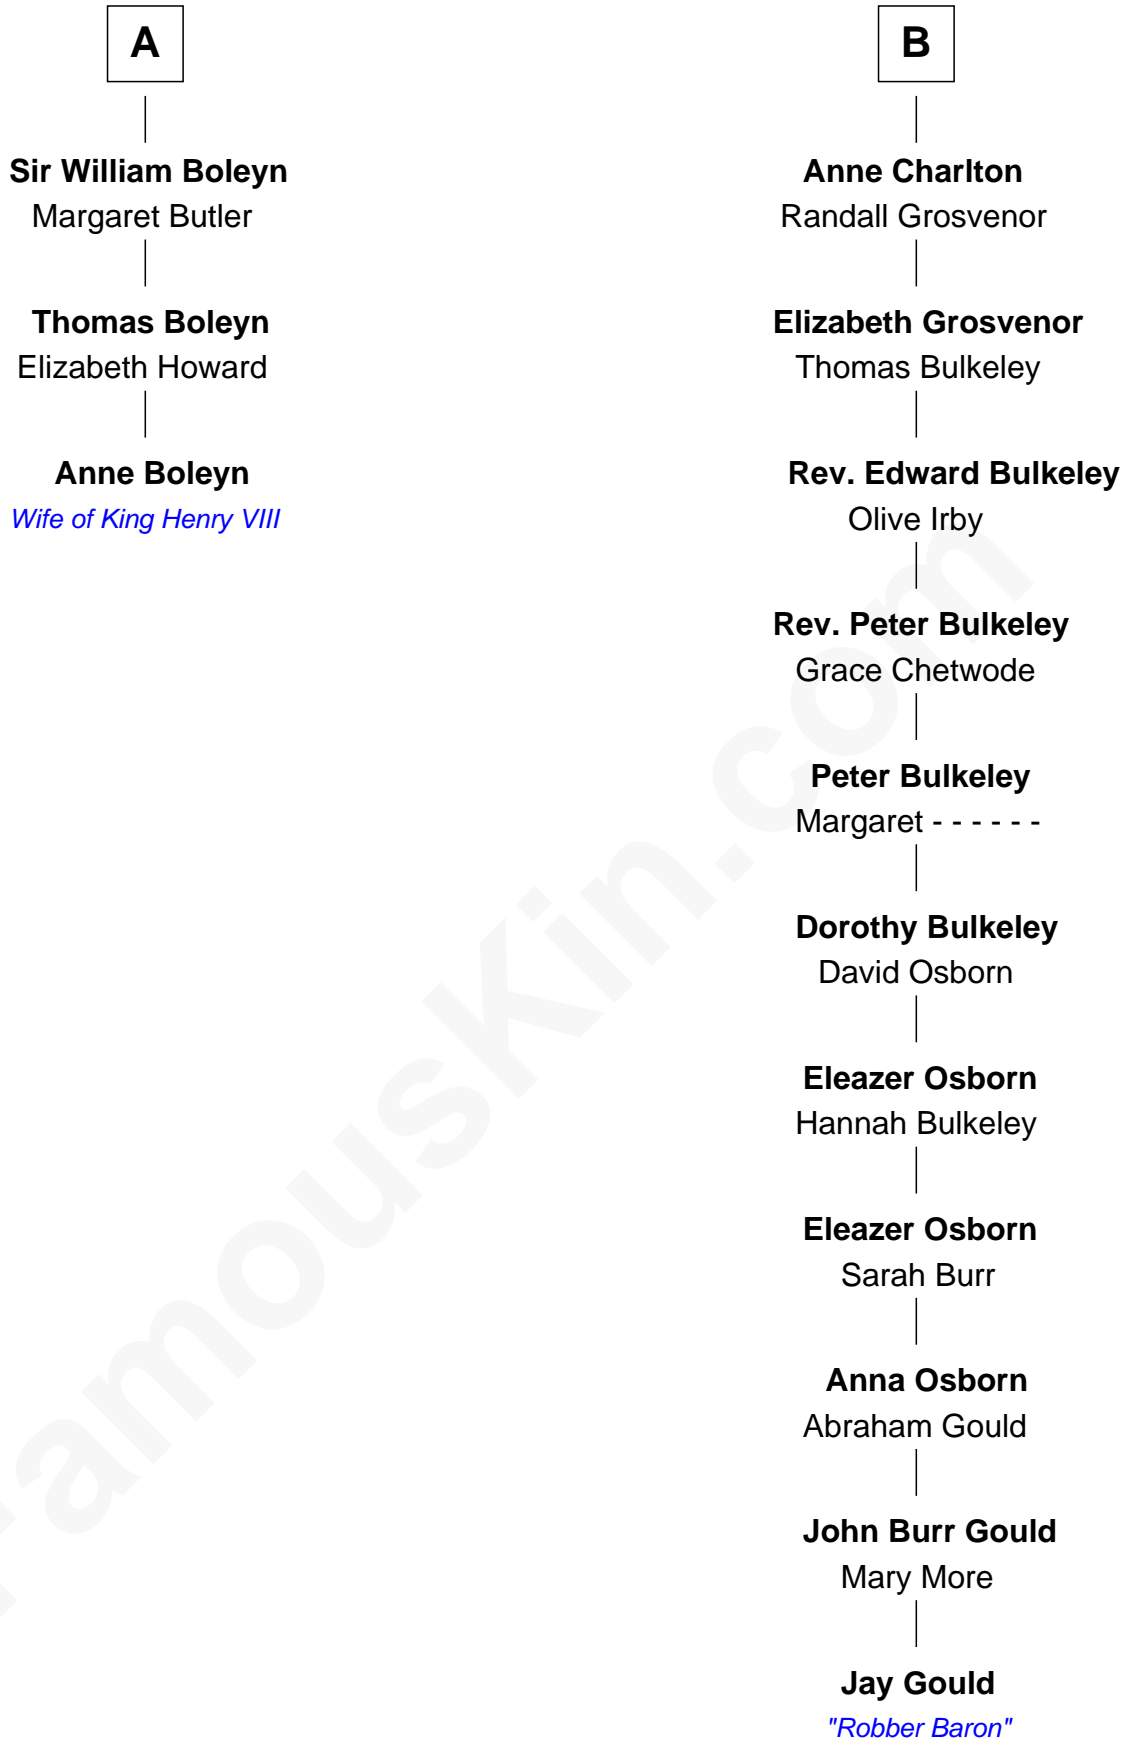 A
Sir William Boleyn
Margaret Butler
Thomas Boleyn
Elizabeth Howard
Anne Boleyn
Wife of King Henry VIII
B
Anne Charlton
Randall Grosvenor
Elizabeth Grosvenor
Thomas Bulkeley
Rev. Edward Bulkeley
Olive Irby
Rev. Peter Bulkeley
Grace Chetwode
Peter Bulkeley
Margaret - - - - - -
Dorothy Bulkeley
David Osborn
Eleazer Osborn
Hannah Bulkeley
Eleazer Osborn
Sarah Burr
Anna Osborn
Abraham Gould
John Burr Gould
Mary More
Jay Gould
"Robber Baron"
FamousKin.com